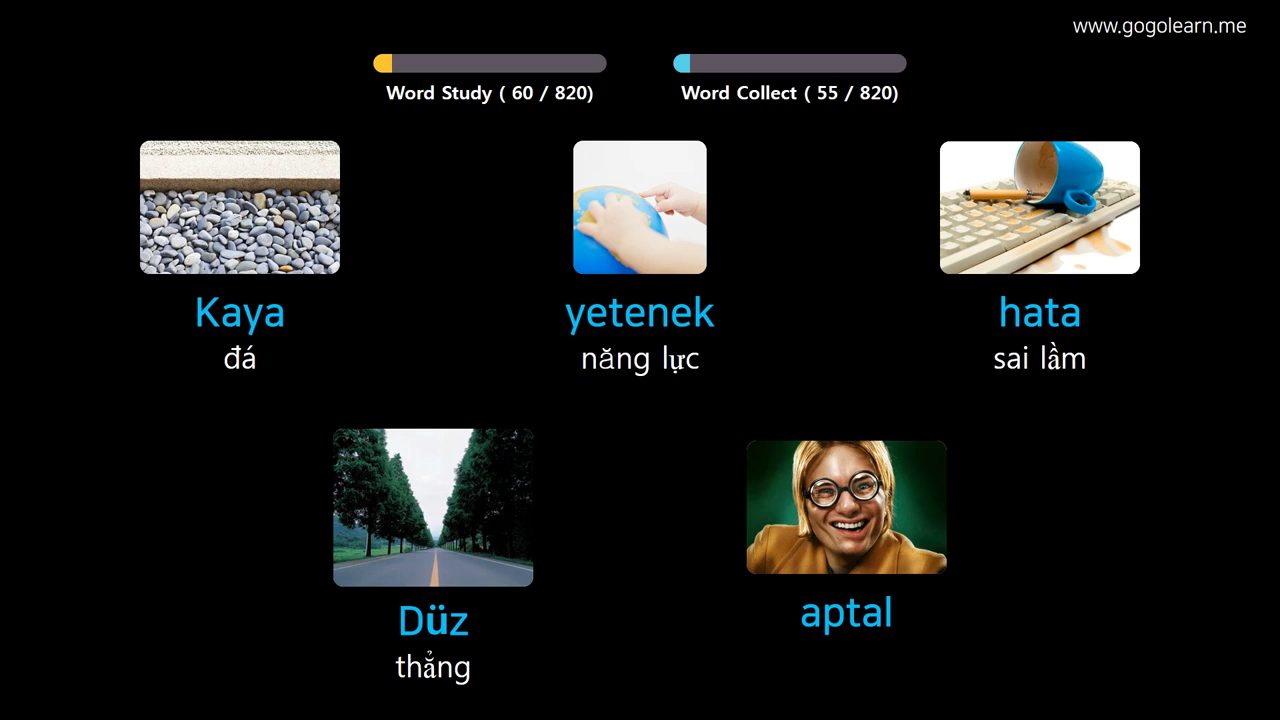 www.gogolearn.me
Word Study ( 60 / 820)
Word Collect ( 55 / 820)
Kaya
đá
yetenek
năng lực
hata
sai lầm
Düz
thẳng
aptal